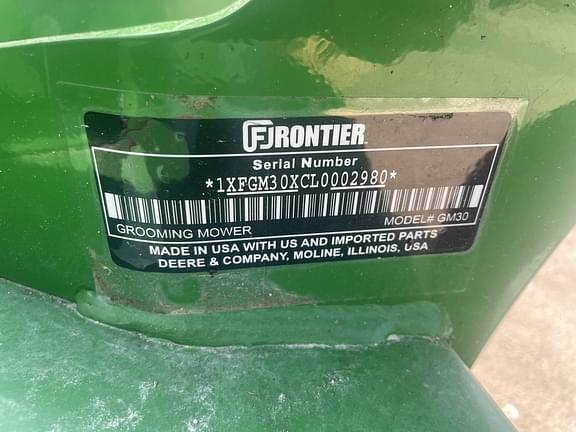 FRONTIER
Serial Number
*1XFGM30XCL0002980*
GROOMING MOWER MODEL# GM30
MADE IN USA WITH US AND IMPORTED PARTS
DEERE & COMPANY, MOLINE, ILLINOIS, USA